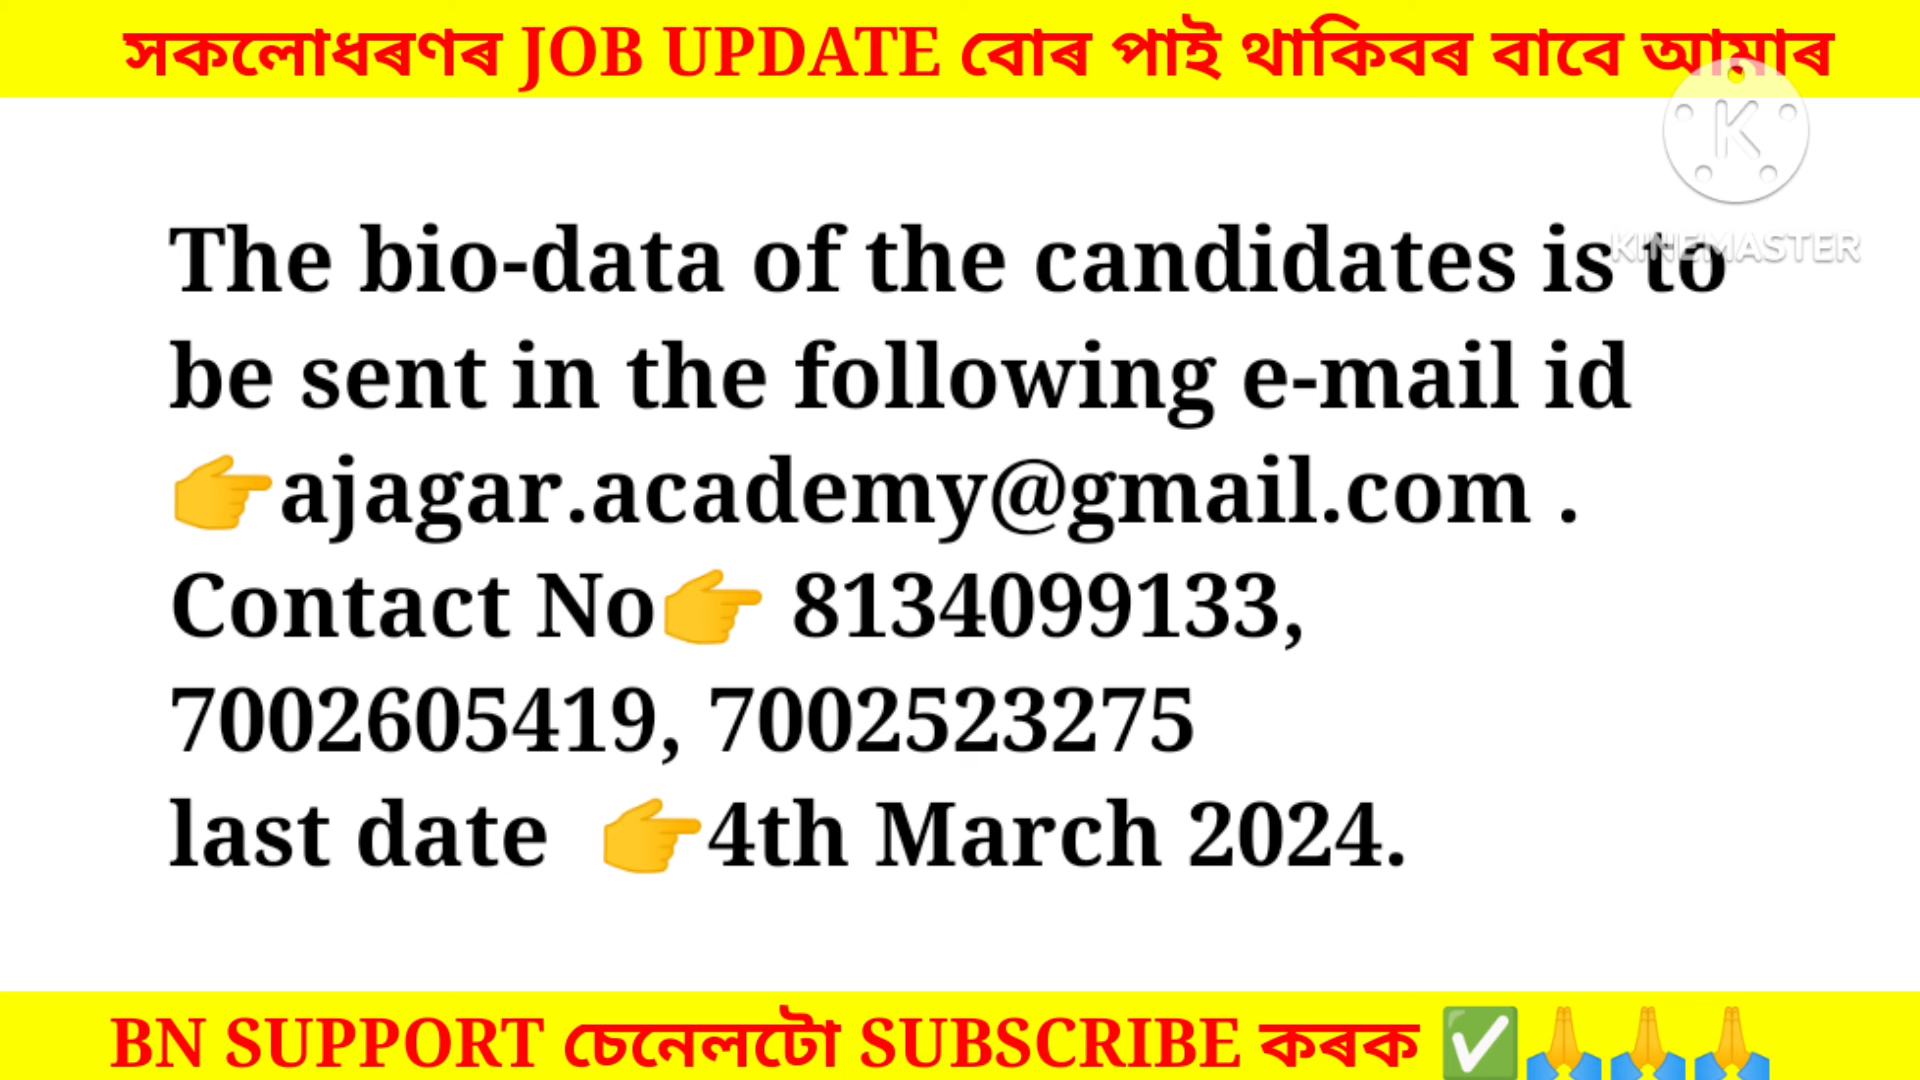 সকলোধৰণৰ JOB UPDATE বোৰ পাই থাকিবৰ বাবে আমাৰ
K
KINEMASTER
The bio-data of the candidates is to
be sent in the following e-mail id
👉ajagar.academy@gmail.com .
Contact No👉 8134099133,
7002605419, 7002523275
last date 👉4th March 2024.
BN SUPPORT চেনেলটো SUBSCRIBE কৰক ✅🙏🙏🙏